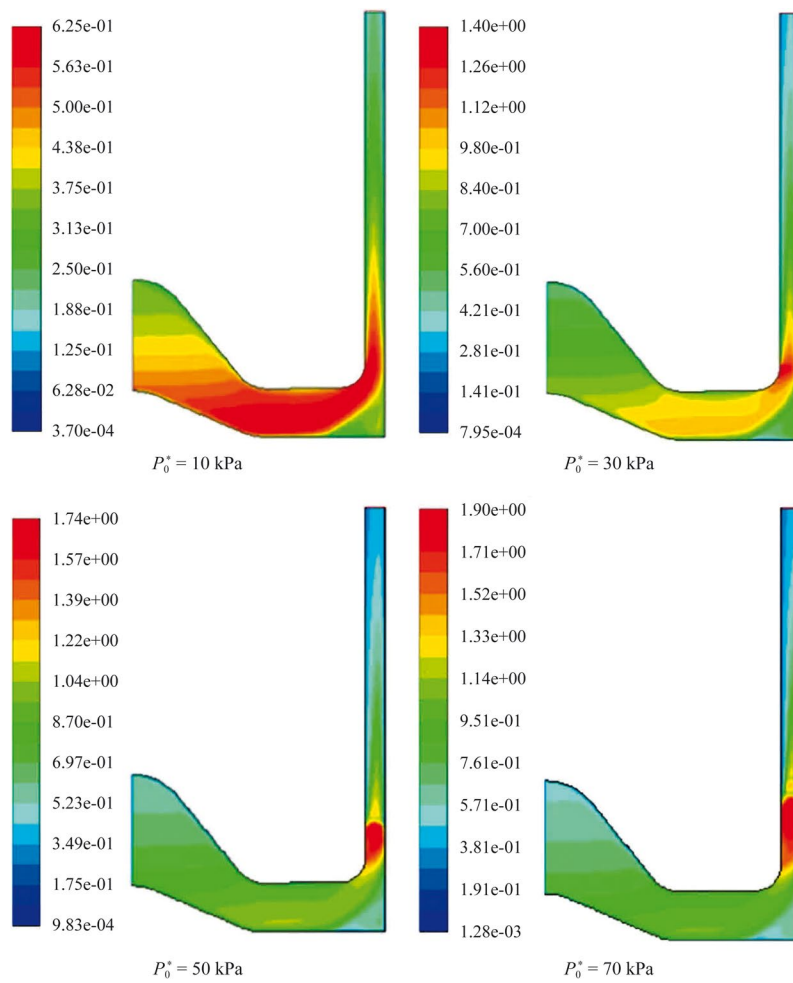 6.25e-01
5.63e-01
5.00e-01
4.38e-01
3.75e-01
3.13e-01
2.50e-01
1.88e-01
1.25e-01
6.28e-02
3.70e-04
P₀* = 10 kPa
1.40e+00
1.26e+00
1.12e+00
9.80e-01
8.40e-01
7.00e-01
5.60e-01
4.21e-01
2.81e-01
1.41e-01
7.95e-04
P₀* = 30 kPa
1.74e+00
1.57e+00
1.39e+00
1.22e+00
1.04e+00
8.70e-01
6.97e-01
5.23e-01
3.49e-01
1.75e-01
9.83e-04
P₀* = 50 kPa
1.90e+00
1.71e+00
1.52e+00
1.33e+00
1.14e+00
9.51e-01
7.61e-01
5.71e-01
3.81e-01
1.91e-01
1.28e-03
P₀* = 70 kPa